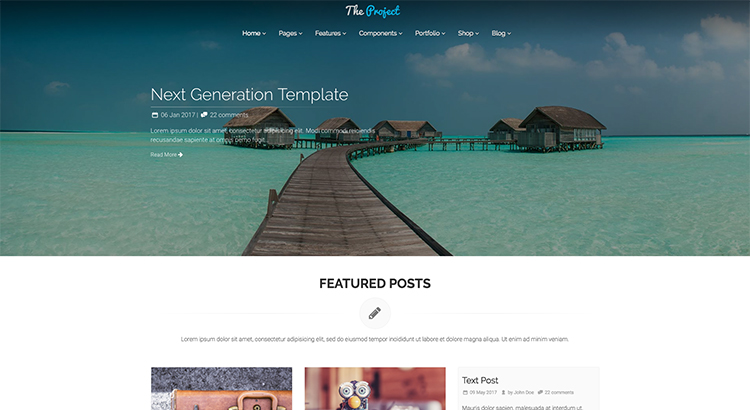 The Project
Home Pages Features Components Portfolio Shop Blog
Next Generation Template
06 Jan 2017 | 22 comments
Lorem ipsum dolor sit amet, consectetur adipisicing elit. Modi commodi reiciendis
recusandae sapiente at omnis nemo fugit.
Read More
FEATURED POSTS
Lorem ipsum dolor sit amet, consectetur adipisicing elit, sed do eiusmod tempor incididunt ut labore et dolore magna aliqua. Ut enim ad minim veniam.
Text Post
09 May 2017 by John Doe 22 comments
Mauris dolor sapien, malesuada at interdum ut,